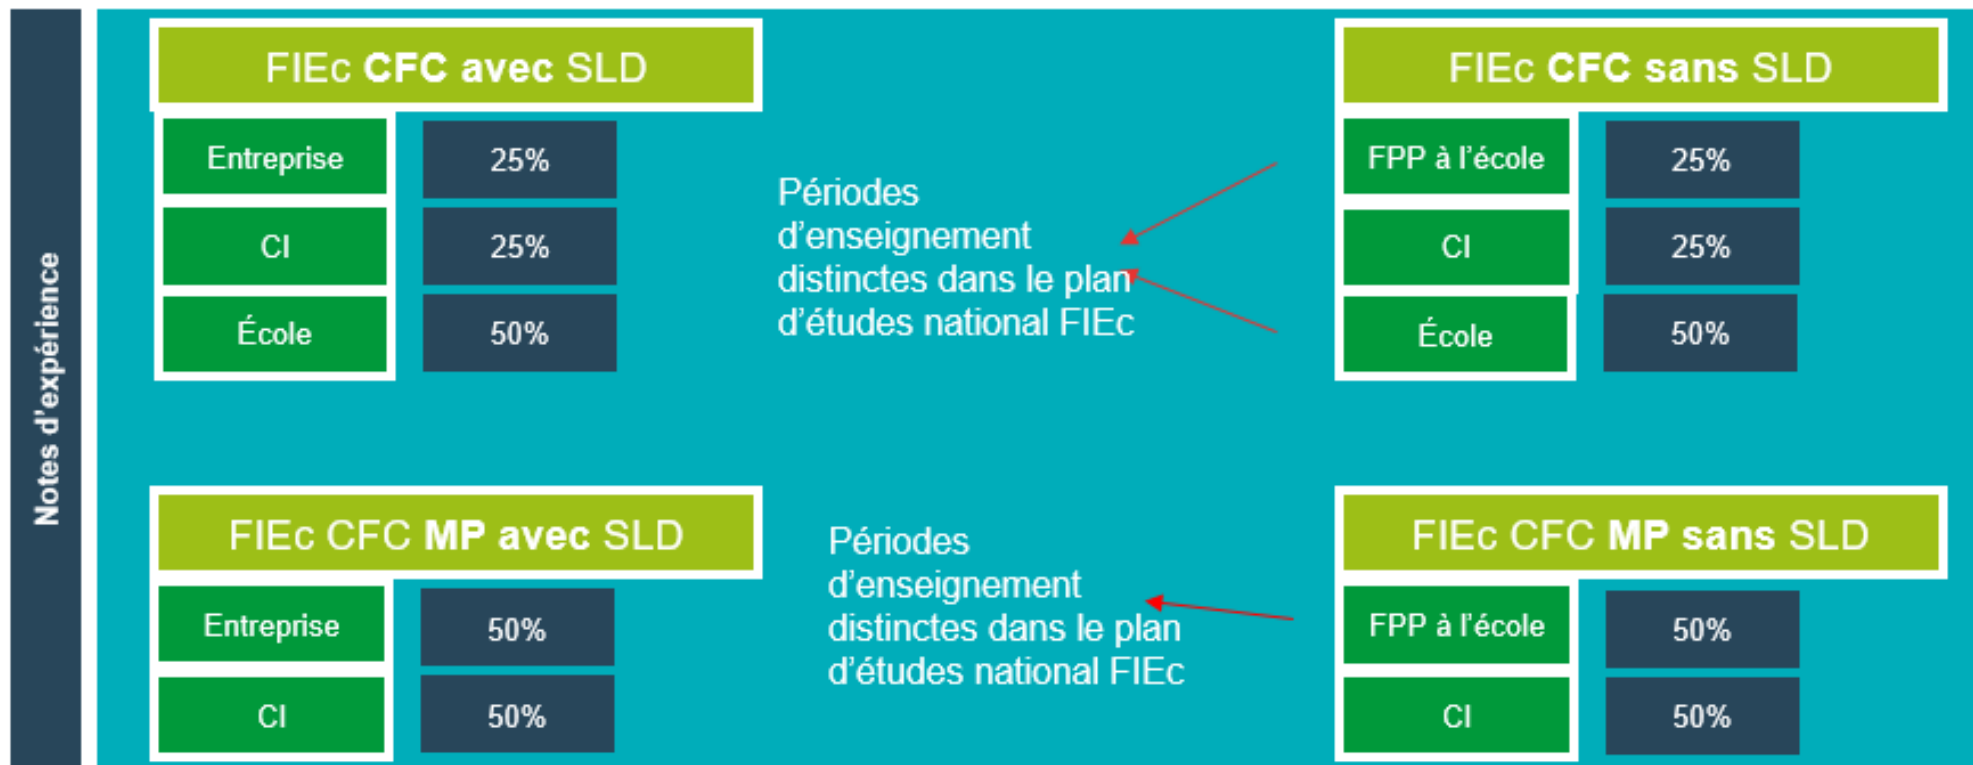 Notes d'expérience
FIEc CFC avec SLD
Entreprise 25%
CI 25%
École 50%
Périodes
d'enseignement
distinctes dans le plan
d'études national FIEc
FIEc CFC sans SLD
FPP à l'école 25%
CI 25%
École 50%
FIEc CFC MP avec SLD
Entreprise 50%
CI 50%
Périodes
d'enseignement
distinctes dans le plan
d'études national FIEc
FIEc CFC MP sans SLD
FPP à l'école 50%
CI 50%